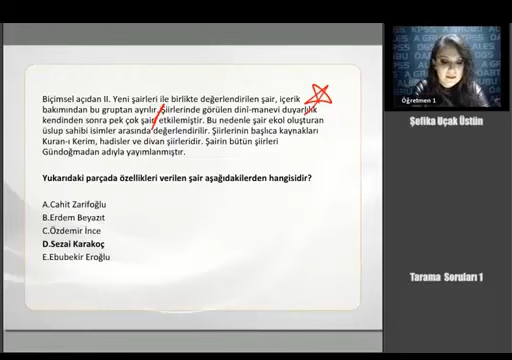 Biçimsel açıdan II. Yeni şairleri ile birlikte değerlendirilen şair, içerik
bakımından bu gruptan ayrılır. Şiirlerinde görülen dinî-manevi duyarlılık
kendinden sonra pek çok şairi etkilemiştir. Bu nedenle şair ekol oluşturan
üslup sahibi isimler arasında değerlendirilir. Şiirlerinin başlıca kaynakları
Kuran-ı Kerim, hadisler ve divan şiirleridir. Şairin bütün şiirleri
Gündoğmadan adıyla yayımlanmıştır.
Yukarıdaki parçada özellikleri verilen şair aşağıdakilerden hangisidir?
A.Cahit Zarifoğlu
B.Erdem Beyazıt
C.Özdemir İnce
D.Sezai Karakoç
E.Ebubekir Eroğlu
Öğretmen 1
Şefika Uçak Üstün
Tarama Soruları 1